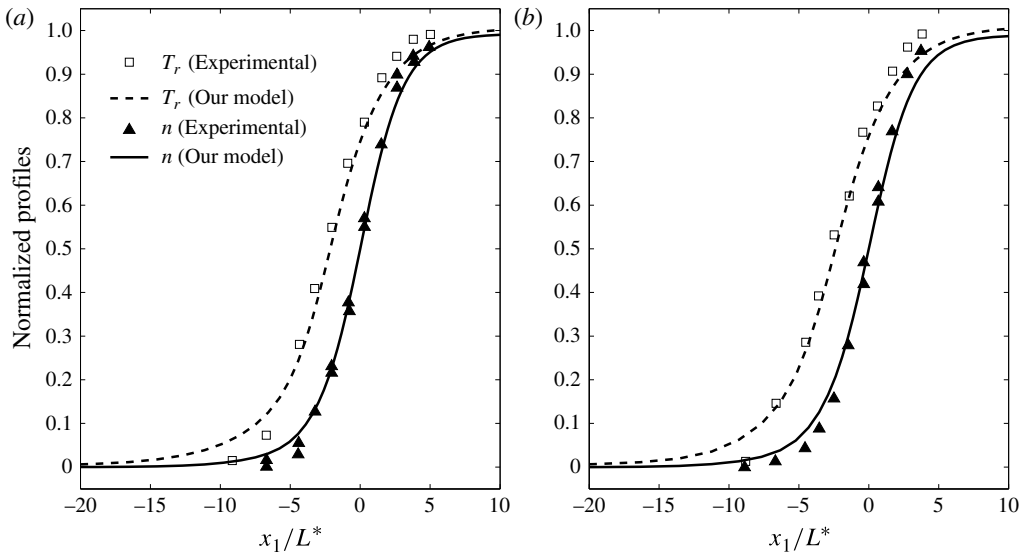 (a)
1.0
0.9
0.8
0.7
0.6
0.5
0.4
0.3
0.2
0.1
0
Normalized profiles
T_r (Experimental)
T_r (Our model)
n (Experimental)
n (Our model)
−20 −15 −10 −5 0 5 10
x_1/L*
(b)
1.0
0.9
0.8
0.7
0.6
0.5
0.4
0.3
0.2
0.1
0
−20 −15 −10 −5 0 5 10
x_1/L*